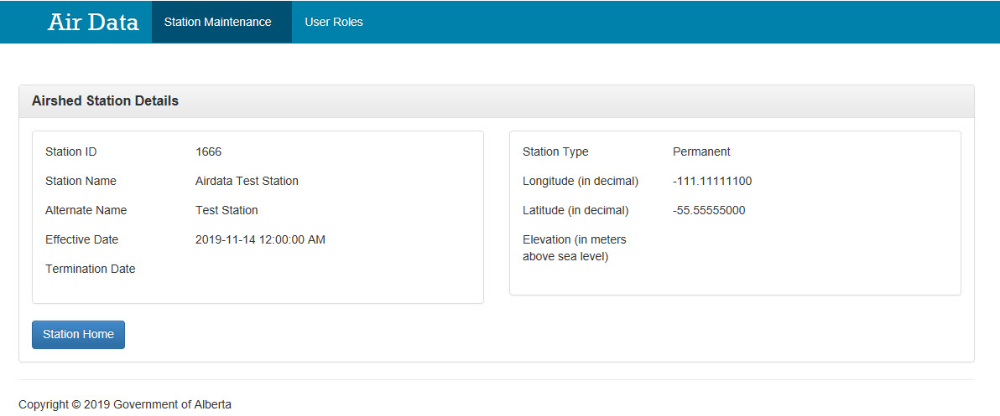 Air Data Station Maintenance User Roles
Airshed Station Details
Station ID 1666
Station Name Airdata Test Station
Alternate Name Test Station
Effective Date 2019-11-14 12:00:00 AM
Termination Date
Station Type Permanent
Longitude (in decimal) -111.11111100
Latitude (in decimal) -55.55555000
Elevation (in meters
above sea level)
Station Home
Copyright © 2019 Government of Alberta